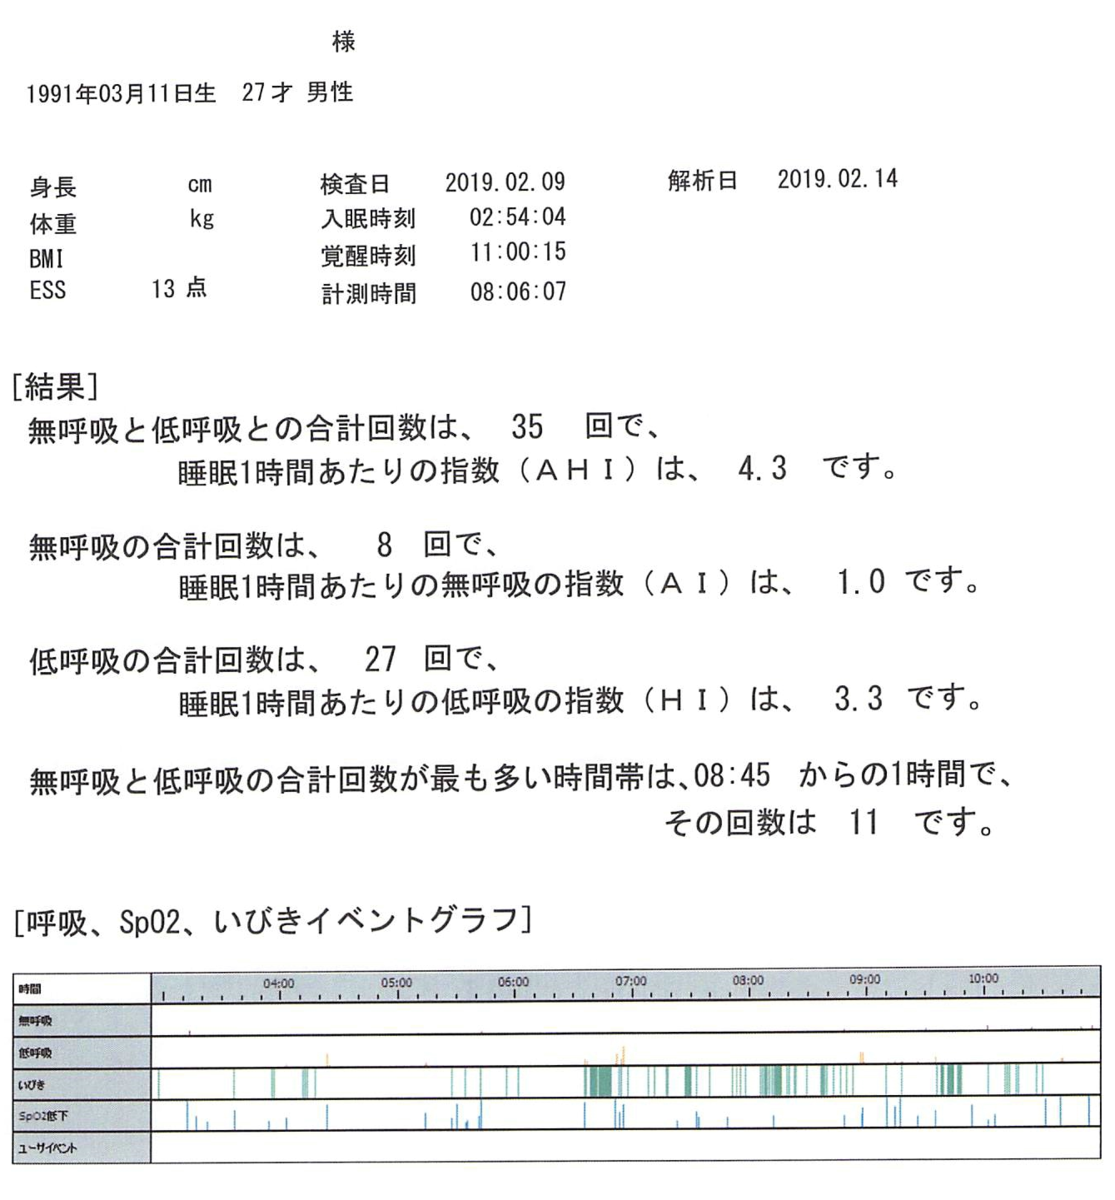 様
1991年03月11日生 27才 男性
身長 cm 検査日 2019.02.09 解析日 2019.02.14
体重 kg 入眠時刻 02:54:04
BMI 覚醒時刻 11:00:15
ESS 13 点 計測時間 08:06:07
[結果]
無呼吸と低呼吸との合計回数は、 35 回で、
睡眠1時間あたりの指数(AHI)は、 4.3 です。
無呼吸の合計回数は、 8 回で、
睡眠1時間あたりの無呼吸の指数(AI)は、 1.0 です。
低呼吸の合計回数は、 27 回で、
睡眠1時間あたりの低呼吸の指数(HI)は、 3.3 です。
無呼吸と低呼吸の合計回数が最も多い時間帯は、08:45 からの1時間で、
その回数は 11 です。
[呼吸、SpO2、いびきイベントグラフ]
時間 04:00 05:00 06:00 07:00 08:00 09:00 10:00
無呼吸
低呼吸
いびき
SpO2低下
ユーザイベント